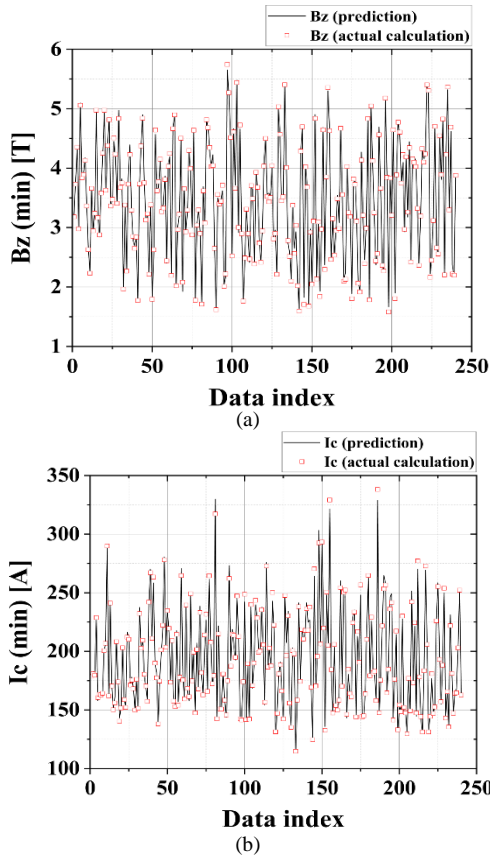 Bz (prediction)
Bz (actual calculation)
6
5
4
3
2
1
Bz (min) [T]
0 50 100 150 200 250
Data index
(a)
Ic (prediction)
Ic (actual calculation)
350
300
250
200
150
100
Ic (min) [A]
0 50 100 150 200 250
Data index
(b)